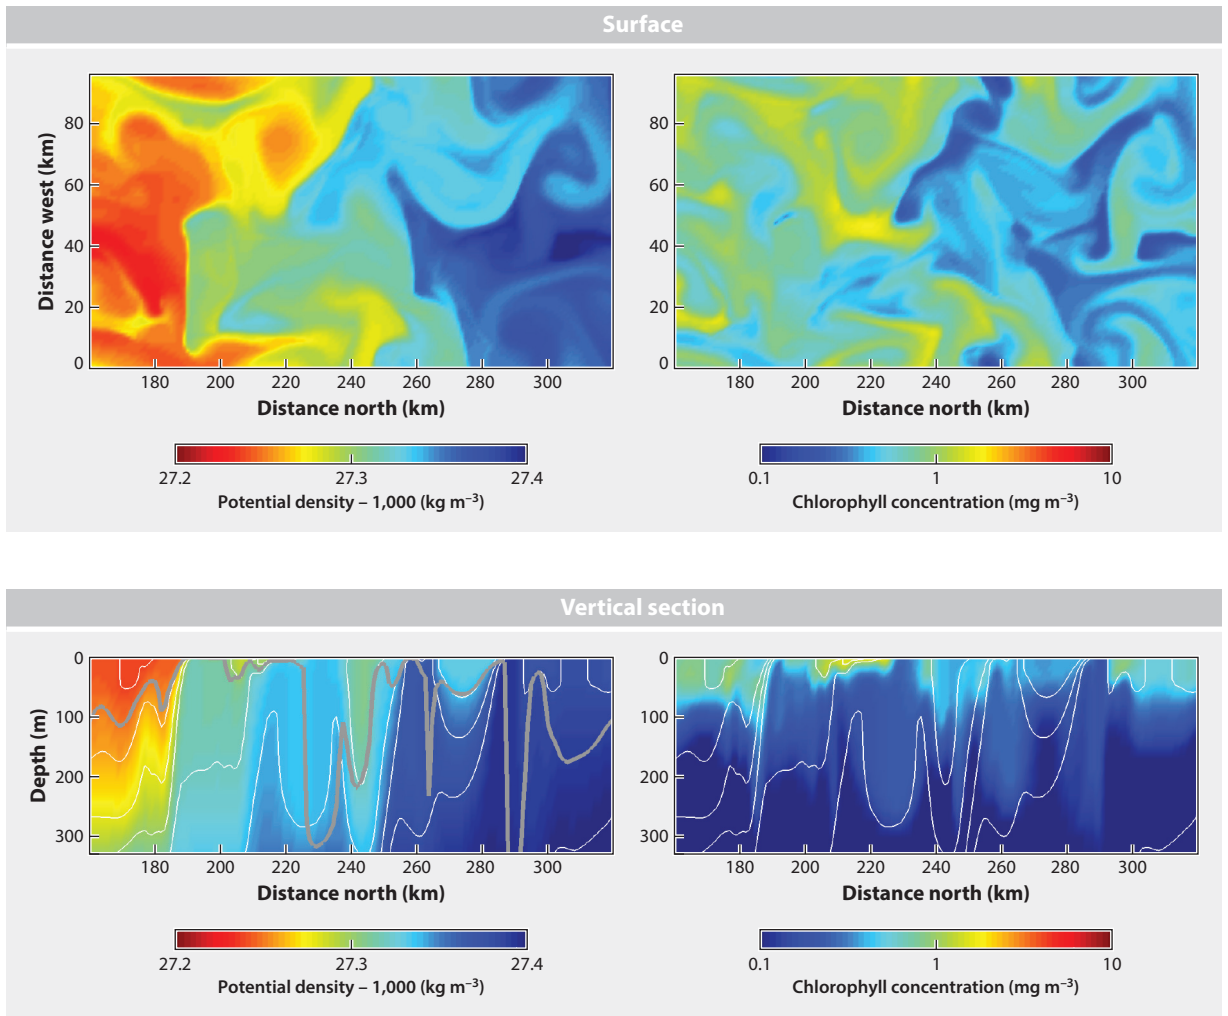 Surface
Distance west (km)
80
60
40
20
0
180 200 220 240 260 280 300
Distance north (km)
27.2 27.3 27.4
Potential density – 1,000 (kg m⁻³)
80
60
40
20
0
180 200 220 240 260 280 300
Distance north (km)
0.1 1 10
Chlorophyll concentration (mg m⁻³)
Vertical section
Depth (m)
0
100
200
300
180 200 220 240 260 280 300
Distance north (km)
27.2 27.3 27.4
Potential density – 1,000 (kg m⁻³)
0
100
200
300
180 200 220 240 260 280 300
Distance north (km)
0.1 1 10
Chlorophyll concentration (mg m⁻³)